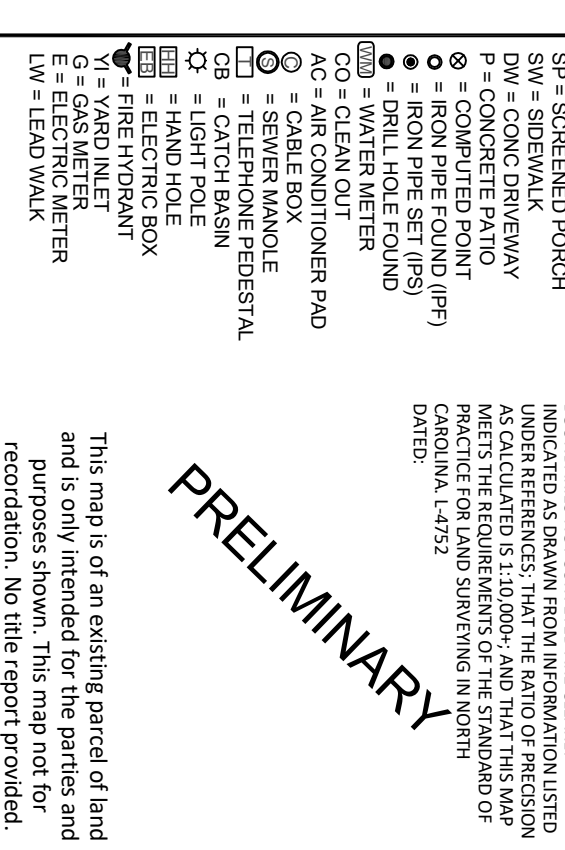 SP = SCREENED PORCH
SW = SIDEWALK
DW = CONC DRIVEWAY
P = CONCRETE PATIO
= COMPUTED POINT
= IRON PIPE FOUND (IPF)
= IRON PIPE SET (IPS)
= DRILL HOLE FOUND
WM = WATER METER
CO = CLEAN OUT
AC = AIR CONDITIONER PAD
C = CABLE BOX
S = SEWER MANOLE
T = TELEPHONE PEDESTAL
CB = CATCH BASIN
= LIGHT POLE
HH = HAND HOLE
EB = ELECTRIC BOX
= FIRE HYDRANT
YI = YARD INLET
G = GAS METER
E = ELECTRIC METER
LW = LEAD WALK
INDICATED AS DRAWN FROM INFORMATION LISTED
UNDER REFERENCES; THAT THE RATIO OF PRECISION
AS CALCULATED IS 1:10,000+; AND THAT THIS MAP
MEETS THE REQUIREMENTS OF THE STANDARD OF
PRACTICE FOR LAND SURVEYING IN NORTH
CAROLINA. L-4752
DATED:
PRELIMINARY
This map is of an existing parcel of land
and is only intended for the parties and
purposes shown. This map not for
recordation. No title report provided.